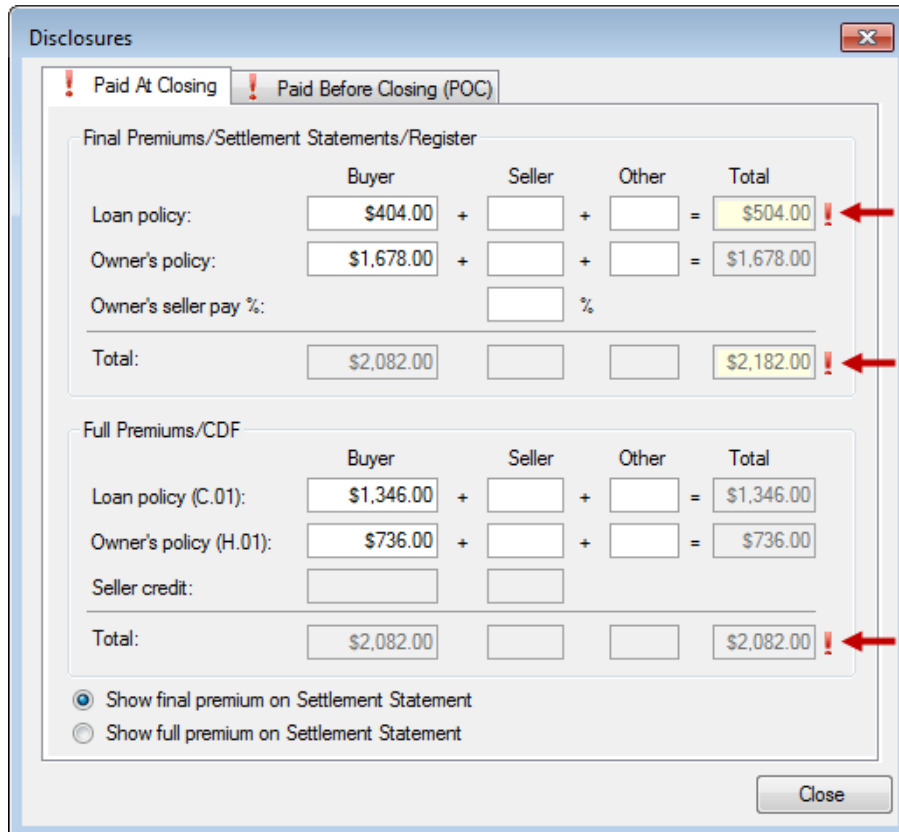 Disclosures
! Paid At Closing ! Paid Before Closing (POC)
Final Premiums/Settlement Statements/Register
Buyer Seller Other Total
Loan policy: $404.00 + + = $504.00 !
Owner's policy: $1,678.00 + + = $1,678.00
Owner's seller pay %: %
Total: $2,082.00 $2,182.00 !
Full Premiums/CDF
Buyer Seller Other Total
Loan policy (C.01): $1,346.00 + + = $1,346.00
Owner's policy (H.01): $736.00 + + = $736.00
Seller credit:
Total: $2,082.00 $2,082.00 !
Show final premium on Settlement Statement
Show full premium on Settlement Statement
Close